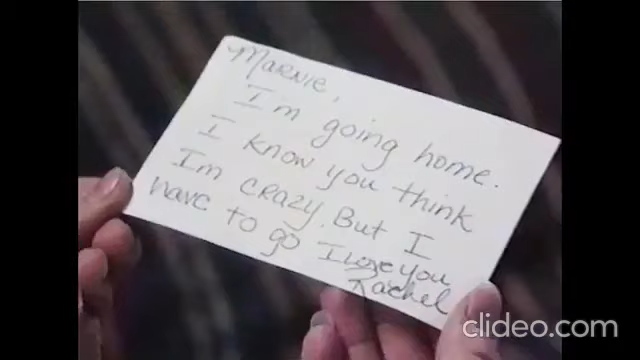 Marnie,
I'm going home.
I know you think
I'm crazy. But I
have to go I love you
Rachel
clideo.com